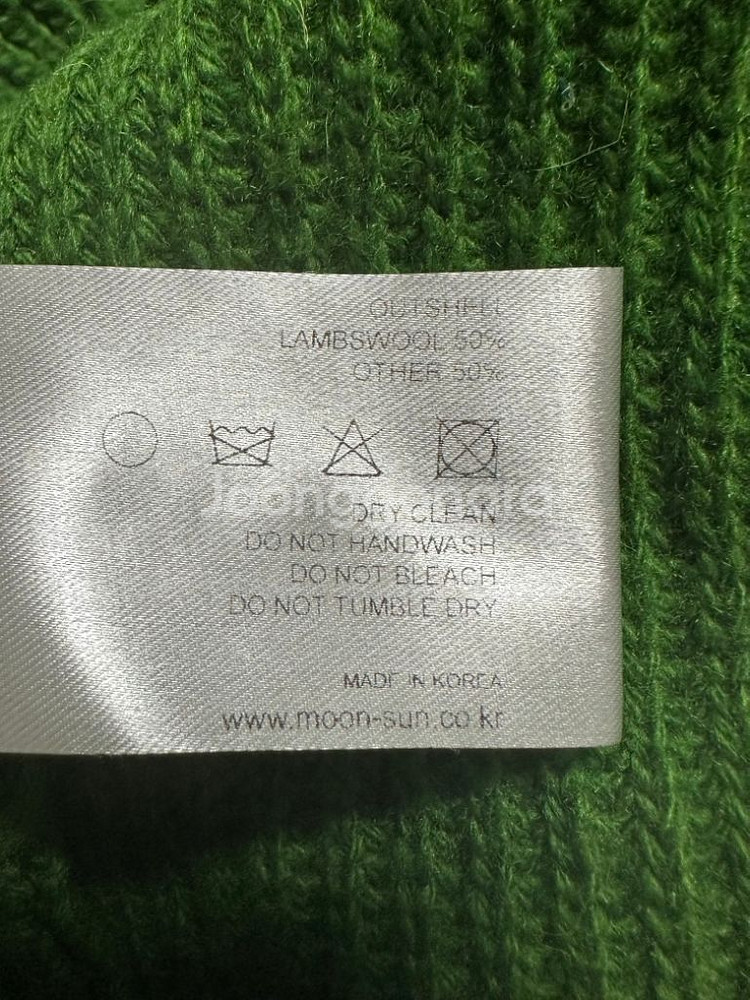 OUTSHELL
LAMBSWOOL 50%
OTHER 50%
DRY CLEAN
DO NOT HANDWASH
DO NOT BLEACH
DO NOT TUMBLE DRY
MADE IN KOREA
www.moon-sun.co.kr